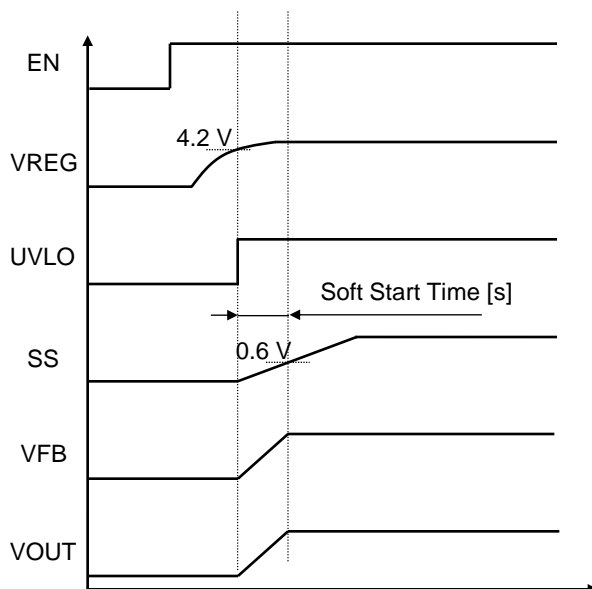 EN
4.2 V
VREG
UVLO
Soft Start Time [s]
0.6 V
SS
VFB
VOUT